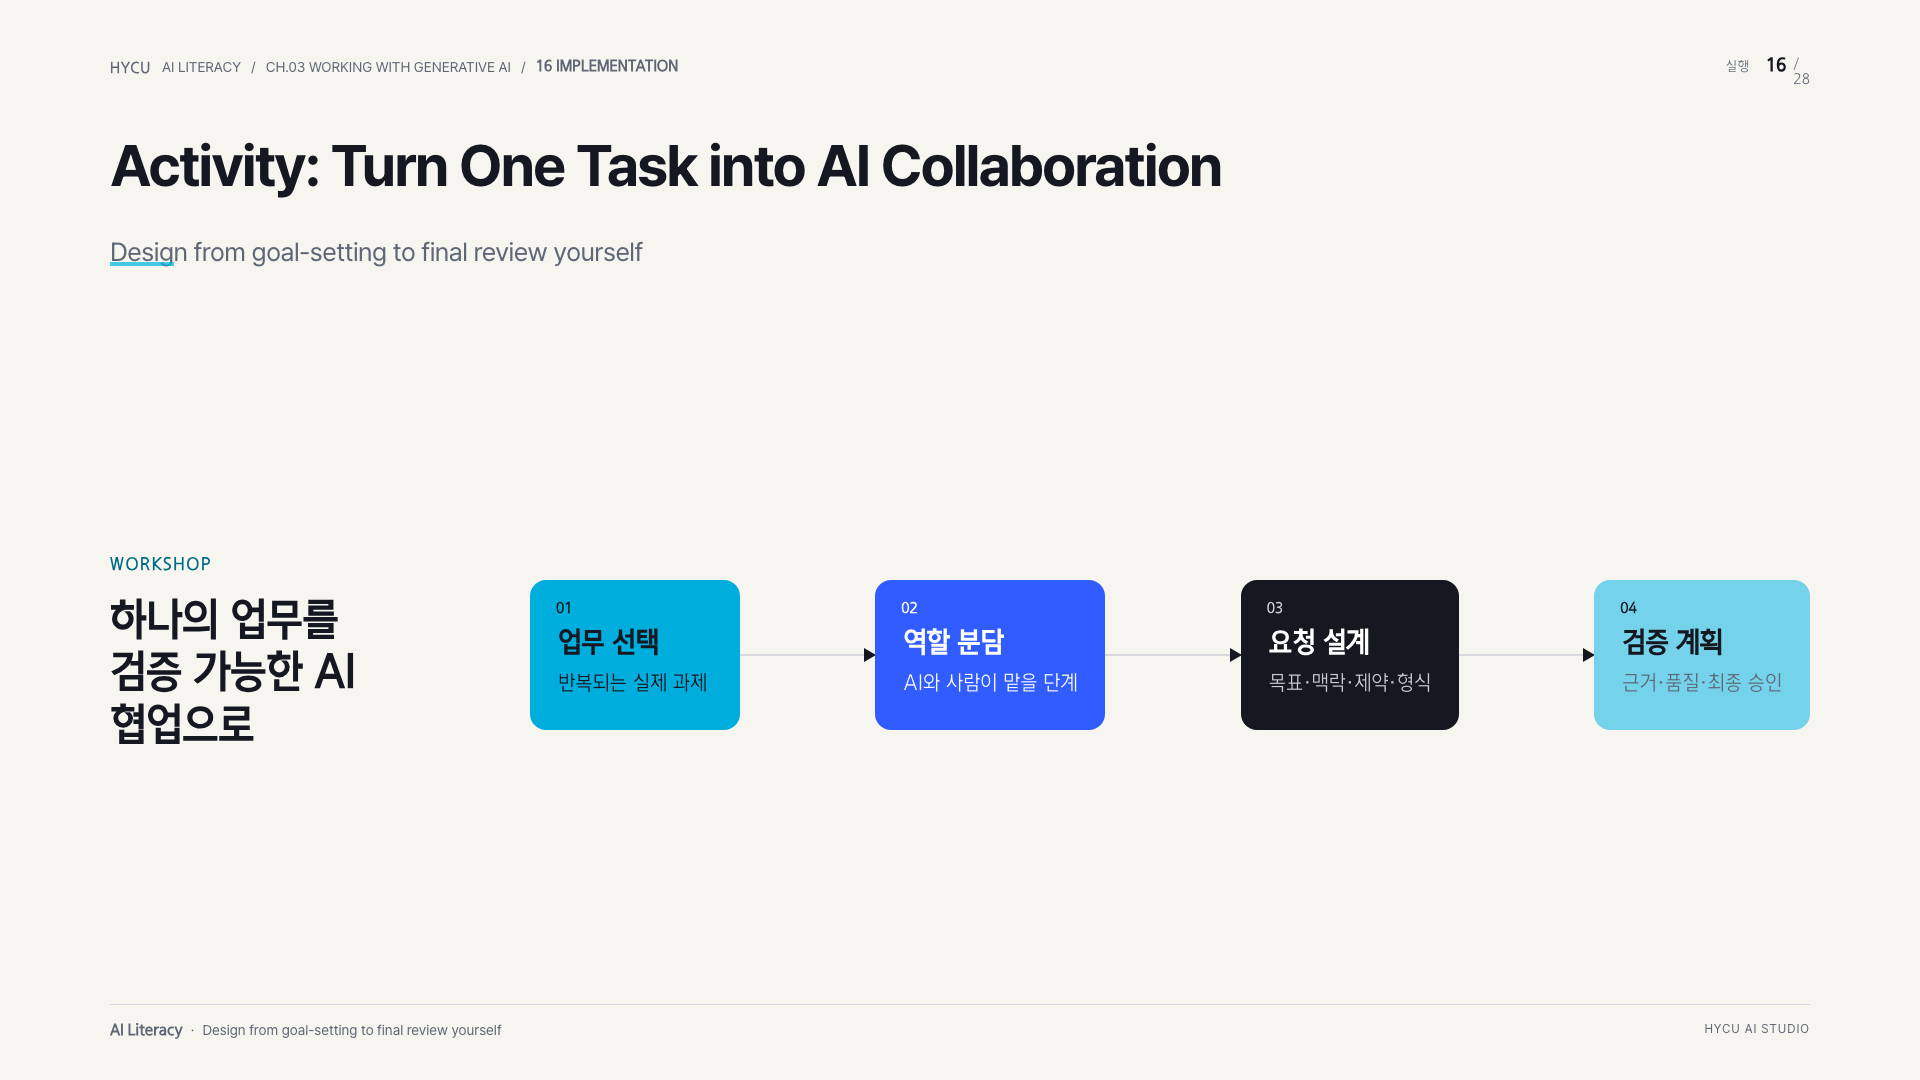 HYCU AI LITERACY / CH.03 WORKING WITH GENERATIVE AI / 16 IMPLEMENTATION
실행 16 / 28
Activity: Turn One Task into AI Collaboration
Design from goal-setting to final review yourself
WORKSHOP
하나의 업무를
검증 가능한 AI
협업으로
01
업무 선택
반복되는 실제 과제
02
역할 분담
AI와 사람이 맡을 단계
03
요청 설계
목표·맥락·제약·형식
04
검증 계획
근거·품질·최종 승인
AI Literacy · Design from goal-setting to final review yourself
HYCU AI STUDIO